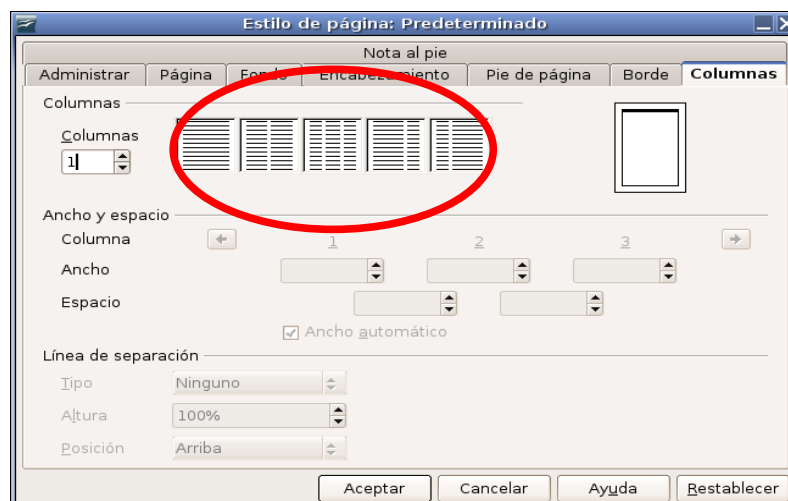 Estilo de página: Predeterminado
Nota al pie
Administrar Página Fondo Encabezamiento Pie de página Borde Columnas
Columnas
Columnas
1
Ancho y espacio
Columna 1 2 3
Ancho
Espacio
Ancho automático
Línea de separación
Tipo Ninguno
Altura 100%
Posición Arriba
Aceptar Cancelar Ayuda Restablecer